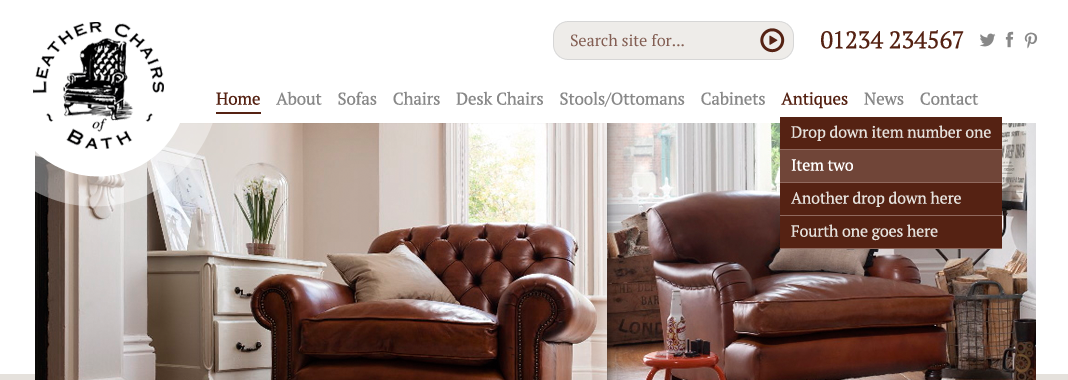 LEATHER CHAIRS
of
BATH
Search site for...
01234 234567
Home About Sofas Chairs Desk Chairs Stools/Ottomans Cabinets Antiques News Contact
Drop down item number one
Item two
Another drop down here
Fourth one goes here
LOND